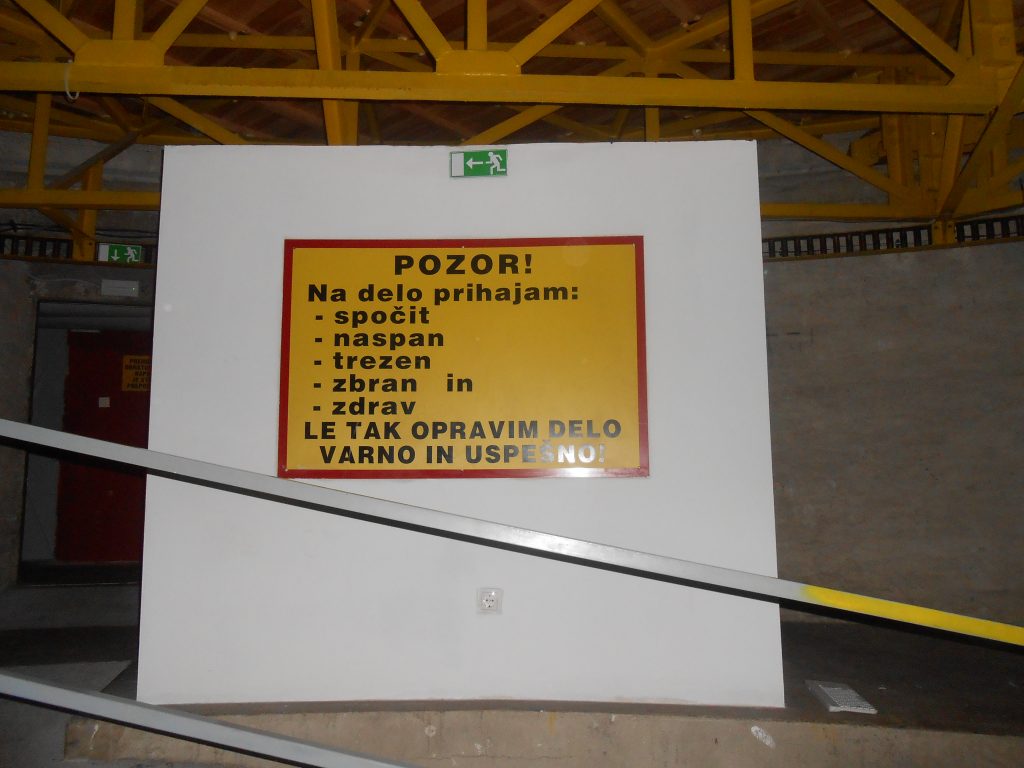 POZOR!
Na delo prihajam:
- spočit
- naspan
- trezen
- zbran in
- zdrav
LE TAK OPRAVIM DELO
VARNO IN USPEŠNO!